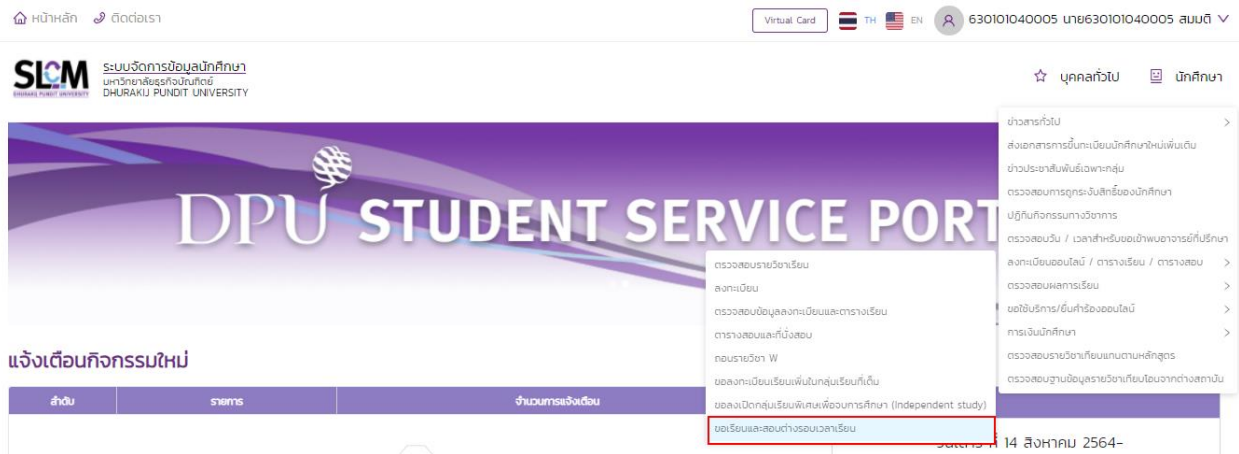 หน้าหลัก ติดต่อเรา
Virtual Card TH EN 630101040005 นาย630101040005 สมมติ
SLCM
DHURAKIJ PUNDIT UNIVERSITY
ระบบจัดการข้อมูลนักศึกษา
มหาวิทยาลัยธุรกิจบัณฑิตย์
DHURAKIJ PUNDIT UNIVERSITY
บุคคลทั่วไป นักศึกษา
ข่าวสารทั่วไป
ส่งเอกสารการขึ้นทะเบียนนักศึกษาใหม่เพิ่มเติม
ข่าวประชาสัมพันธ์เฉพาะกลุ่ม
ตรวจสอบการถูกระงับสิทธิ์ของนักศึกษา
ปฏิทินกิจกรรมทางวิชาการ
ตรวจสอบวัน / เวลาสำหรับขอเข้าพบอาจารย์ที่ปรึกษา
ลงทะเบียนออนไลน์ / ตารางเรียน / ตารางสอบ
ตรวจสอบผลการเรียน
ขอใช้บริการ/ยื่นคำร้องออนไลน์
การเงินนักศึกษา
ตรวจสอบรายวิชาเทียบแทนตามหลักสูตร
ตรวจสอบฐานข้อมูลรายวิชาเทียบโอนจากต่างสถาบัน
DPU STUDENT SERVICE PORT
ตรวจสอบรายวิชาเรียน
ลงทะเบียน
ตรวจสอบข้อมูลลงทะเบียนและตารางเรียน
ตารางสอบและที่นั่งสอบ
ถอนรายวิชา W
ขอลงทะเบียนเรียนเพิ่มในกลุ่มเรียนที่เต็ม
ขอลงเปิดกลุ่มเรียนพิเศษเพื่อจบการศึกษา (Independent study)
ขอเรียนและสอบต่างรอบเวลาเรียน
แจ้งเตือนกิจกรรมใหม่
ลำดับ รายการ จำนวนการแจ้งเตือน
ที่ 14 สิงหาคม 2564-